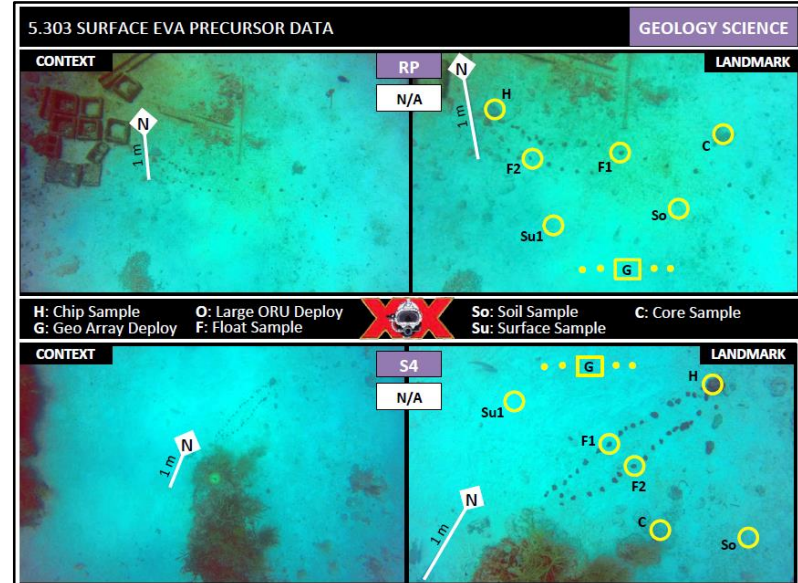 5.303 SURFACE EVA PRECURSOR DATA
GEOLOGY SCIENCE
CONTEXT
RP
N/A
LANDMARK
N
1 m
N
1 m
H
F2
F1
C
Su1
So
G
H: Chip Sample
O: Large ORU Deploy
So: Soil Sample
C: Core Sample
G: Geo Array Deploy
F: Float Sample
Su: Surface Sample
XX
CONTEXT
S4
N/A
LANDMARK
N
1 m
G
H
Su1
F1
F2
N
1 m
C
So